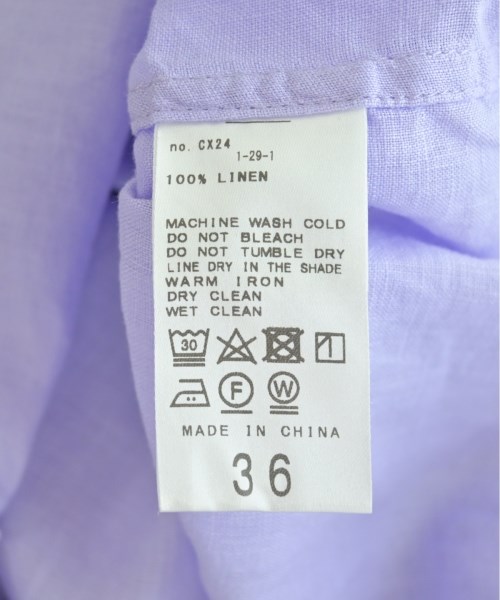 no. CX24
1-29-1
100% LINEN
MACHINE WASH COLD
DO NOT BLEACH
DO NOT TUMBLE DRY
LINE DRY IN THE SHADE
WARM IRON
DRY CLEAN
WET CLEAN
30
F W
MADE IN CHINA
36